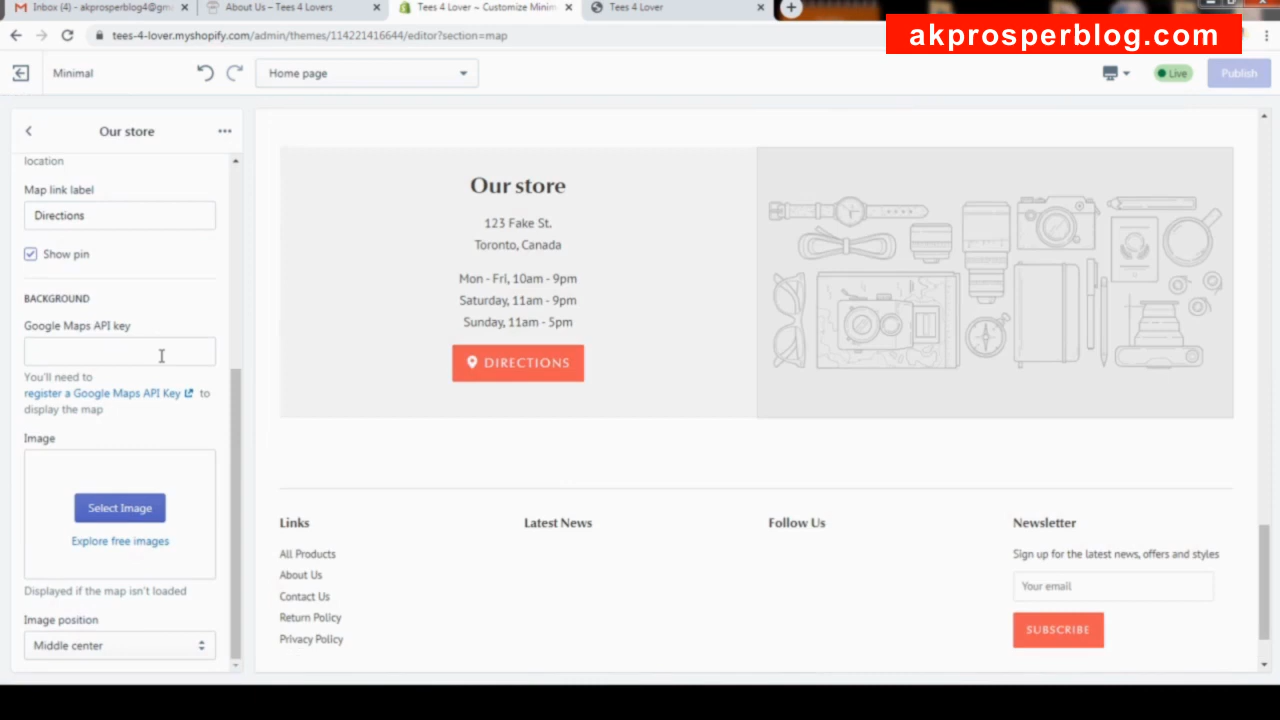 Inbox (4) - akprosperblog4@gm
About Us – Tees 4 Lovers
Tees 4 Lover ~ Customize Minim
Tees 4 Lover
akprosperblog.com
tees-4-lover.myshopify.com/admin/themes/114221416644/editor?section=map
Minimal
Home page
Live
Publish
Our store
location
Map link label
Directions
Show pin
BACKGROUND
Google Maps API key
You'll need to
register a Google Maps API Key to
display the map
Image
Select Image
Explore free images
Displayed if the map isn't loaded
Image position
Middle center
Our store
123 Fake St.
Toronto, Canada
Mon - Fri, 10am - 9pm
Saturday, 11am - 9pm
Sunday, 11am - 5pm
DIRECTIONS
Links
All Products
About Us
Contact Us
Return Policy
Privacy Policy
Latest News
Follow Us
Newsletter
Sign up for the latest news, offers and styles
Your email
SUBSCRIBE